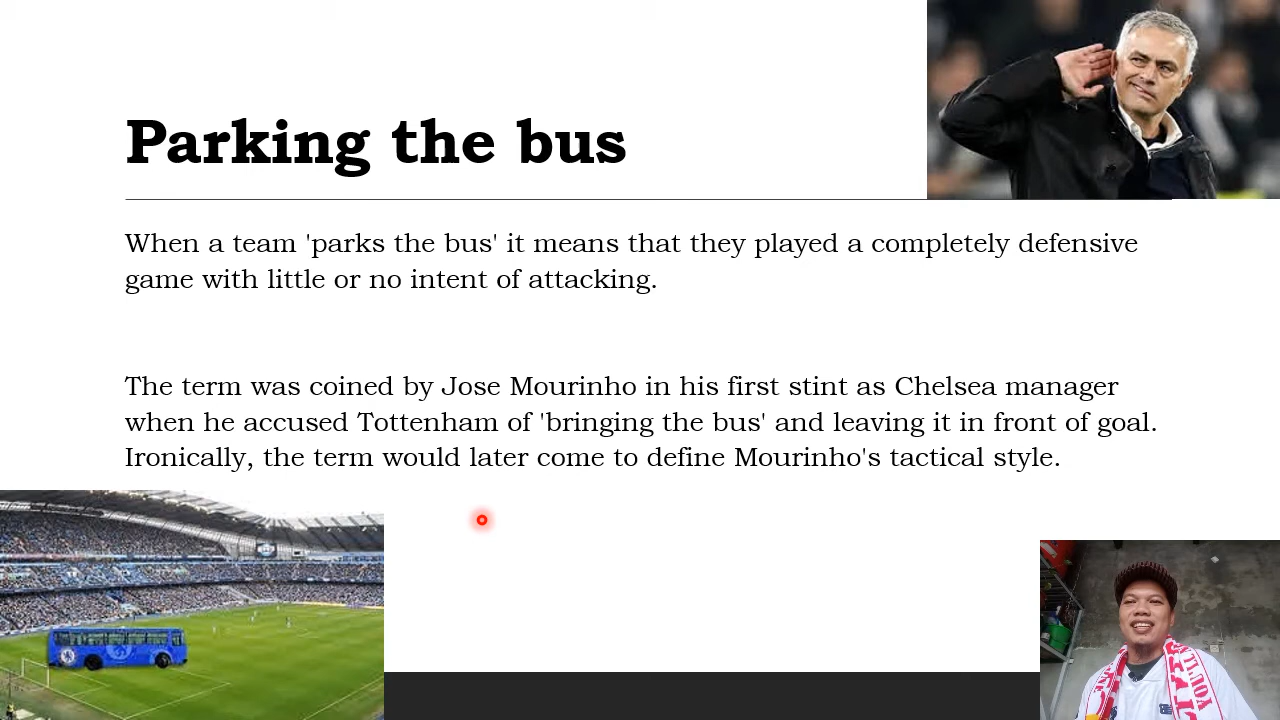 Parking the bus
When a team 'parks the bus' it means that they played a completely defensive
game with little or no intent of attacking.
The term was coined by Jose Mourinho in his first stint as Chelsea manager
when he accused Tottenham of 'bringing the bus' and leaving it in front of goal.
Ironically, the term would later come to define Mourinho's tactical style.